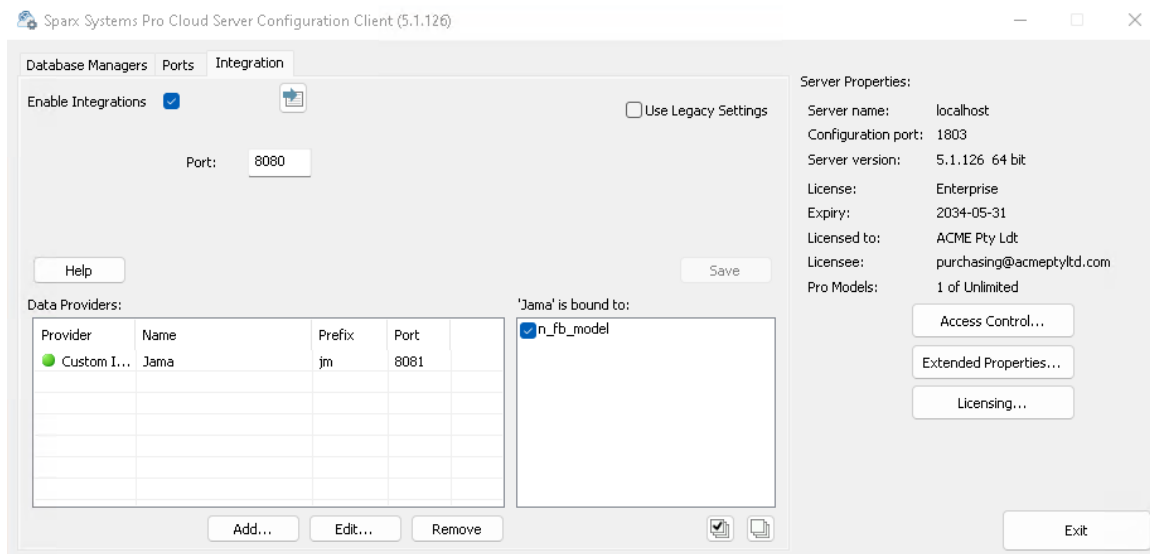 Sparx Systems Pro Cloud Server Configuration Client (5.1.126)
Database Managers Ports Integration
Enable Integrations
Use Legacy Settings
Port: 8080
Help
Save
Data Providers:
Provider Name Prefix Port
Custom I... Jama jm 8081
Add... Edit... Remove
'Jama' is bound to:
n_fb_model
Server Properties:
Server name: localhost
Configuration port: 1803
Server version: 5.1.126 64 bit
License: Enterprise
Expiry: 2034-05-31
Licensed to: ACME Pty Ldt
Licensee: purchasing@acmeptyltd.com
Pro Models: 1 of Unlimited
Access Control...
Extended Properties...
Licensing...
Exit